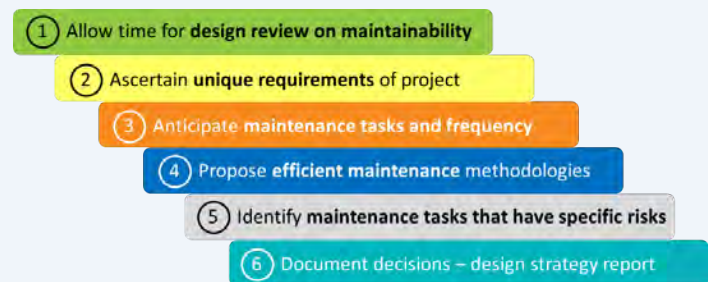 1 Allow time for design review on maintainability
2 Ascertain unique requirements of project
3 Anticipate maintenance tasks and frequency
4 Propose efficient maintenance methodologies
5 Identify maintenance tasks that have specific risks
6 Document decisions – design strategy report